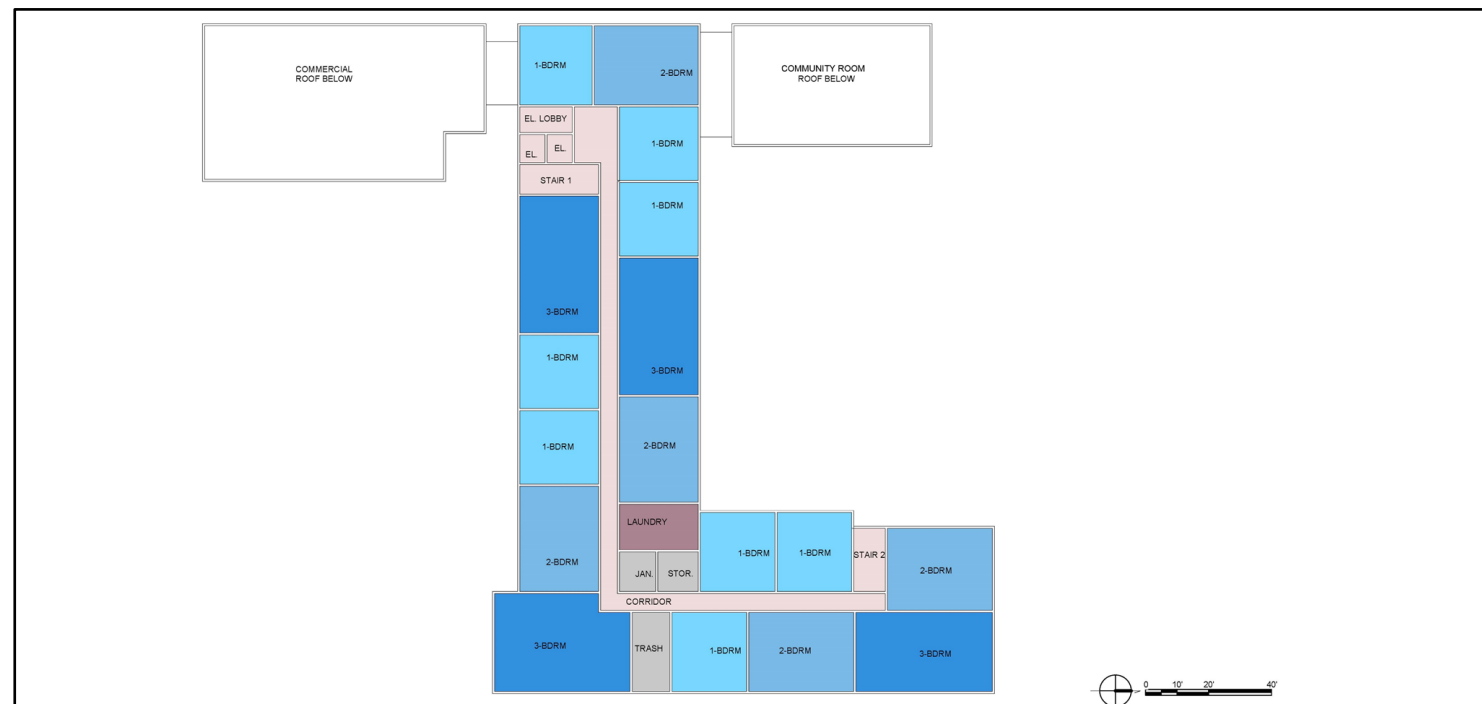 COMMERCIAL
ROOF BELOW
1-BDRM
2-BDRM
COMMUNITY ROOM
ROOF BELOW
EL. LOBBY
EL.
EL.
1-BDRM
STAIR 1
1-BDRM
3-BDRM
1-BDRM
3-BDRM
1-BDRM
2-BDRM
LAUNDRY
2-BDRM
JAN.
STOR.
1-BDRM
1-BDRM
STAIR 2
2-BDRM
CORRIDOR
3-BDRM
TRASH
1-BDRM
2-BDRM
3-BDRM
0 10' 20' 40'